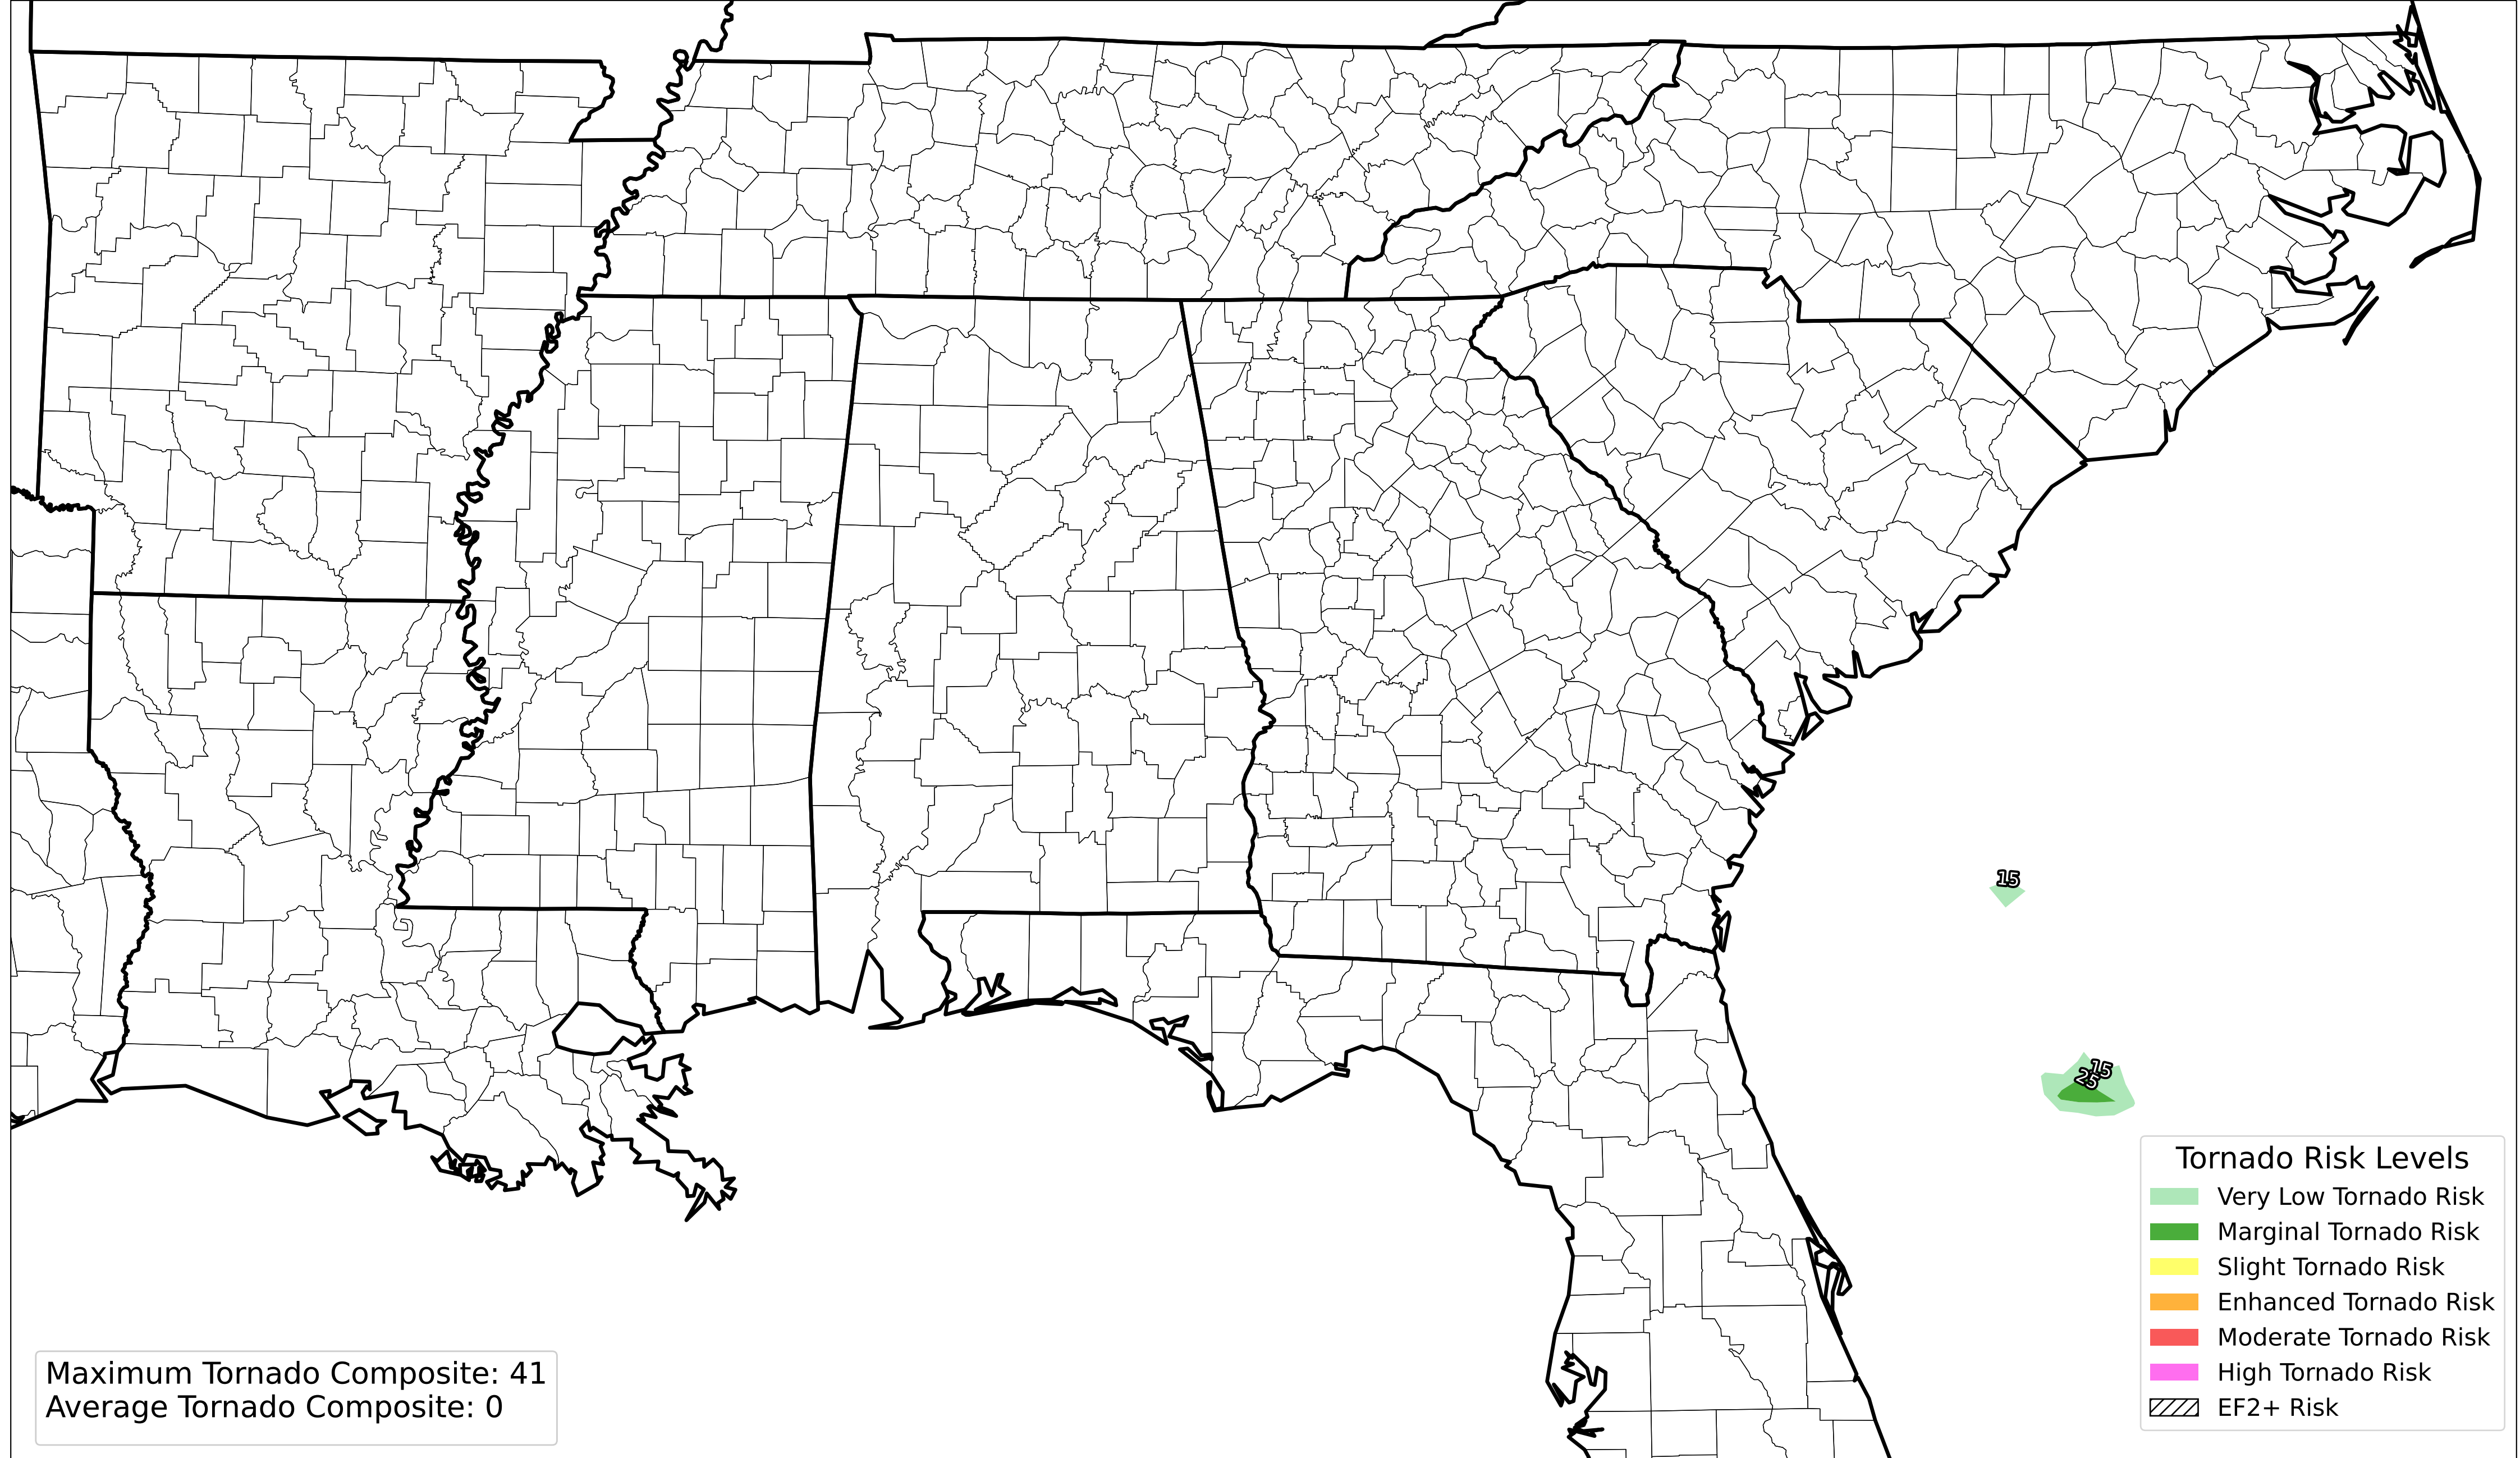 15
15
25
Tornado Risk Levels
Very Low Tornado Risk
Marginal Tornado Risk
Slight Tornado Risk
Enhanced Tornado Risk
Moderate Tornado Risk
High Tornado Risk
EF2+ Risk
Maximum Tornado Composite: 41
Average Tornado Composite: 0